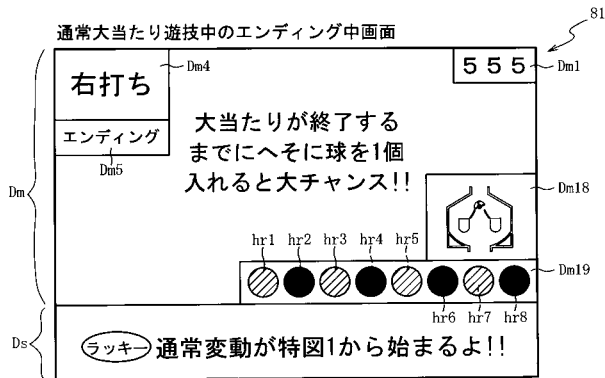 通常大当たり遊技中のエンディング中画面
81
右打ち
Dm4
5 5 5
Dm1
エンディング
Dm5
大当たりが終了する
までにへそに球を1個
入れると大チャンス!!
Dm
Dm18
hr1 hr2 hr3 hr4 hr5
Dm19
hr6 hr7 hr8
Ds
ラッキー 通常変動が特図1から始まるよ!!